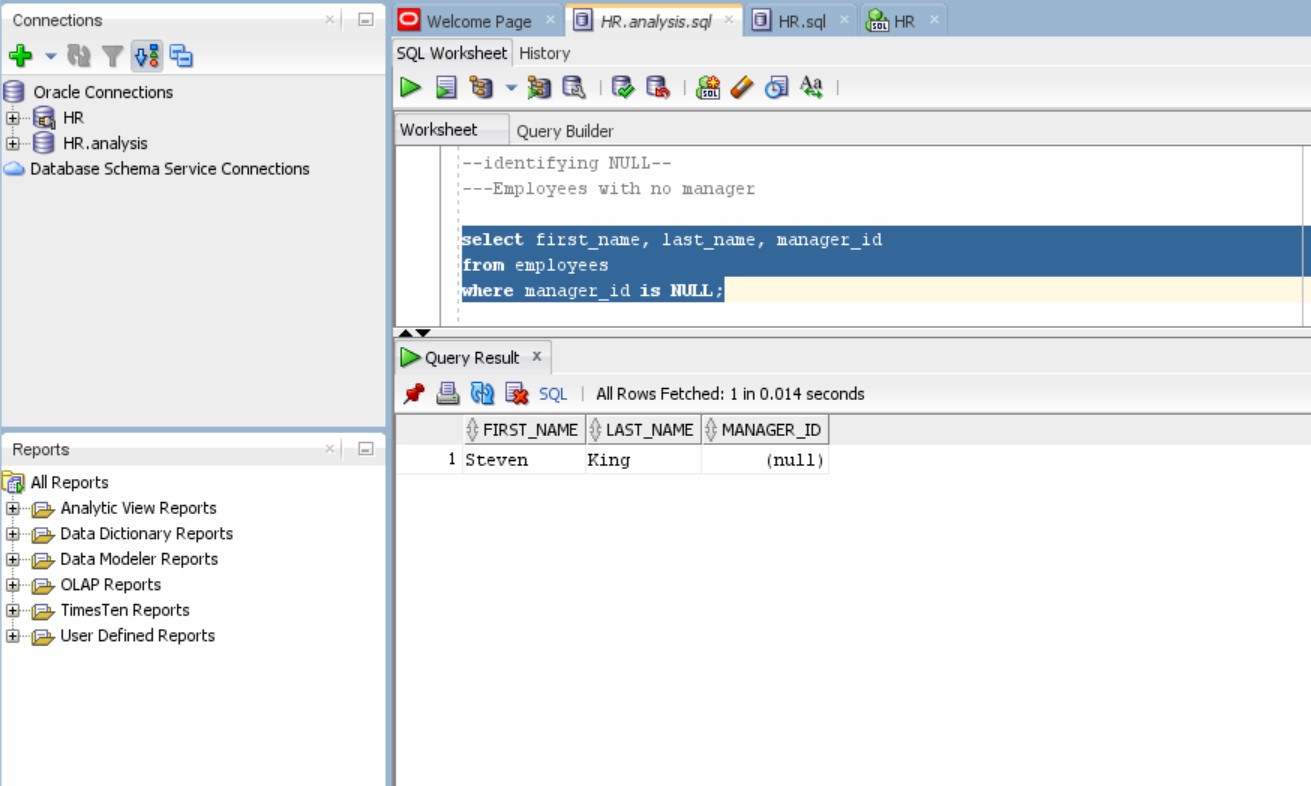 Connections
Oracle Connections
HR
HR.analysis
Database Schema Service Connections
Reports
All Reports
Analytic View Reports
Data Dictionary Reports
Data Modeler Reports
OLAP Reports
TimesTen Reports
User Defined Reports
Welcome Page HR.analysis.sql HR.sql HR
SQL Worksheet History
Worksheet Query Builder
--identifying NULL--
---Employees with no manager
select first_name, last_name, manager_id
from employees
where manager_id is NULL;
Query Result x
SQL | All Rows Fetched: 1 in 0.014 seconds
FIRST_NAME LAST_NAME MANAGER_ID
1 Steven King (null)